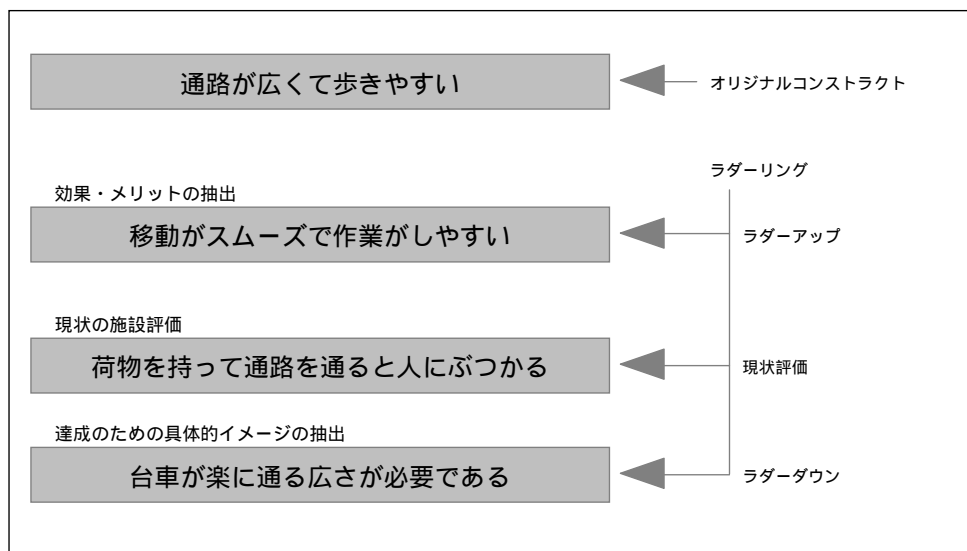 通路が広くて歩きやすい
オリジナルコンストラクト
ラダーリング
効果・メリットの抽出
移動がスムーズで作業がしやすい
ラダーアップ
現状の施設評価
荷物を持って通路を通ると人にぶつかる
現状評価
達成のための具体的イメージの抽出
台車が楽に通る広さが必要である
ラダーダウン